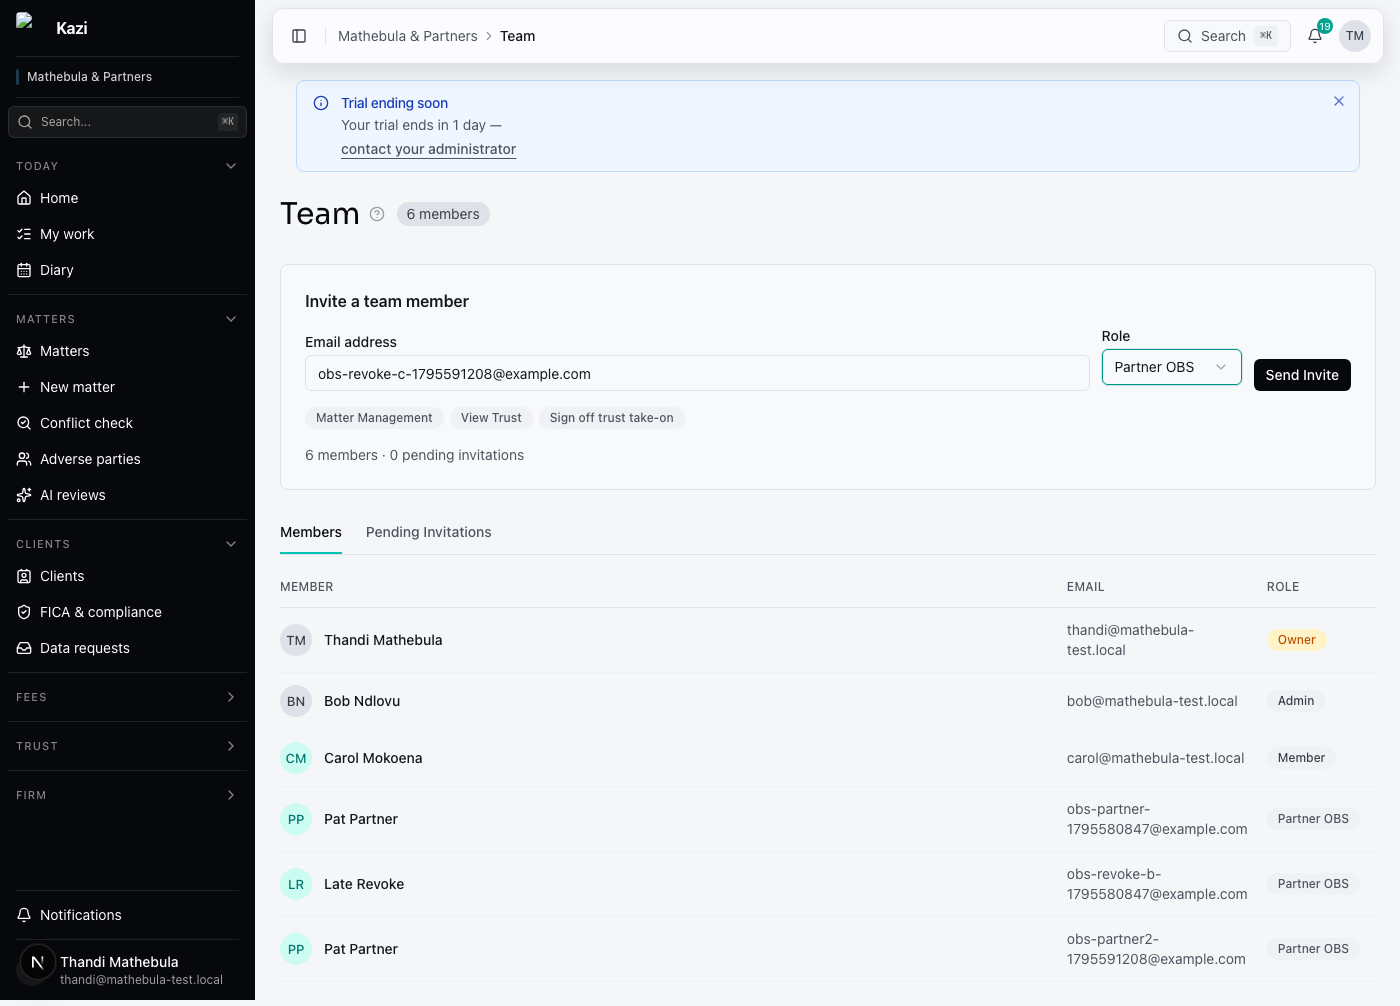 Kazi
Mathebula & Partners
Search...
⌘K
TODAY
Home
My work
Diary
MATTERS
Matters
New matter
Conflict check
Adverse parties
AI reviews
CLIENTS
Clients
FICA & compliance
Data requests
FEES
TRUST
FIRM
Notifications
N
Thandi Mathebula
thandi@mathebula-test.local
Mathebula & Partners > Team
Search ⌘K
19
TM
Trial ending soon
Your trial ends in 1 day —
contact your administrator
Team
6 members
Invite a team member
Email address
Role
obs-revoke-c-1795591208@example.com
Partner OBS
Send Invite
Matter Management
View Trust
Sign off trust take-on
6 members · 0 pending invitations
Members
Pending Invitations
MEMBER
EMAIL
ROLE
TM
Thandi Mathebula
thandi@mathebula-
test.local
Owner
BN
Bob Ndlovu
bob@mathebula-test.local
Admin
CM
Carol Mokoena
carol@mathebula-test.local
Member
PP
Pat Partner
obs-partner-
1795580847@example.com
Partner OBS
LR
Late Revoke
obs-revoke-b-
1795580847@example.com
Partner OBS
PP
Pat Partner
obs-partner2-
1795591208@example.com
Partner OBS